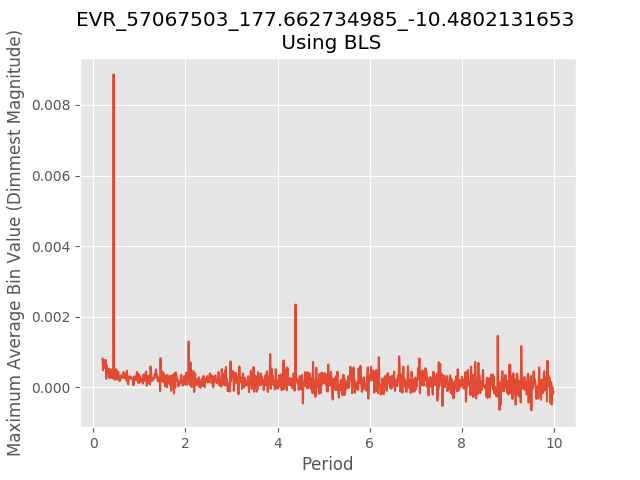 EVR_57067503_177.662734985_-10.4802131653
Using BLS
Maximum Average Bin Value (Dimmest Magnitude)
0.008
0.006
0.004
0.002
0.000
0
2
4
6
8
10
Period